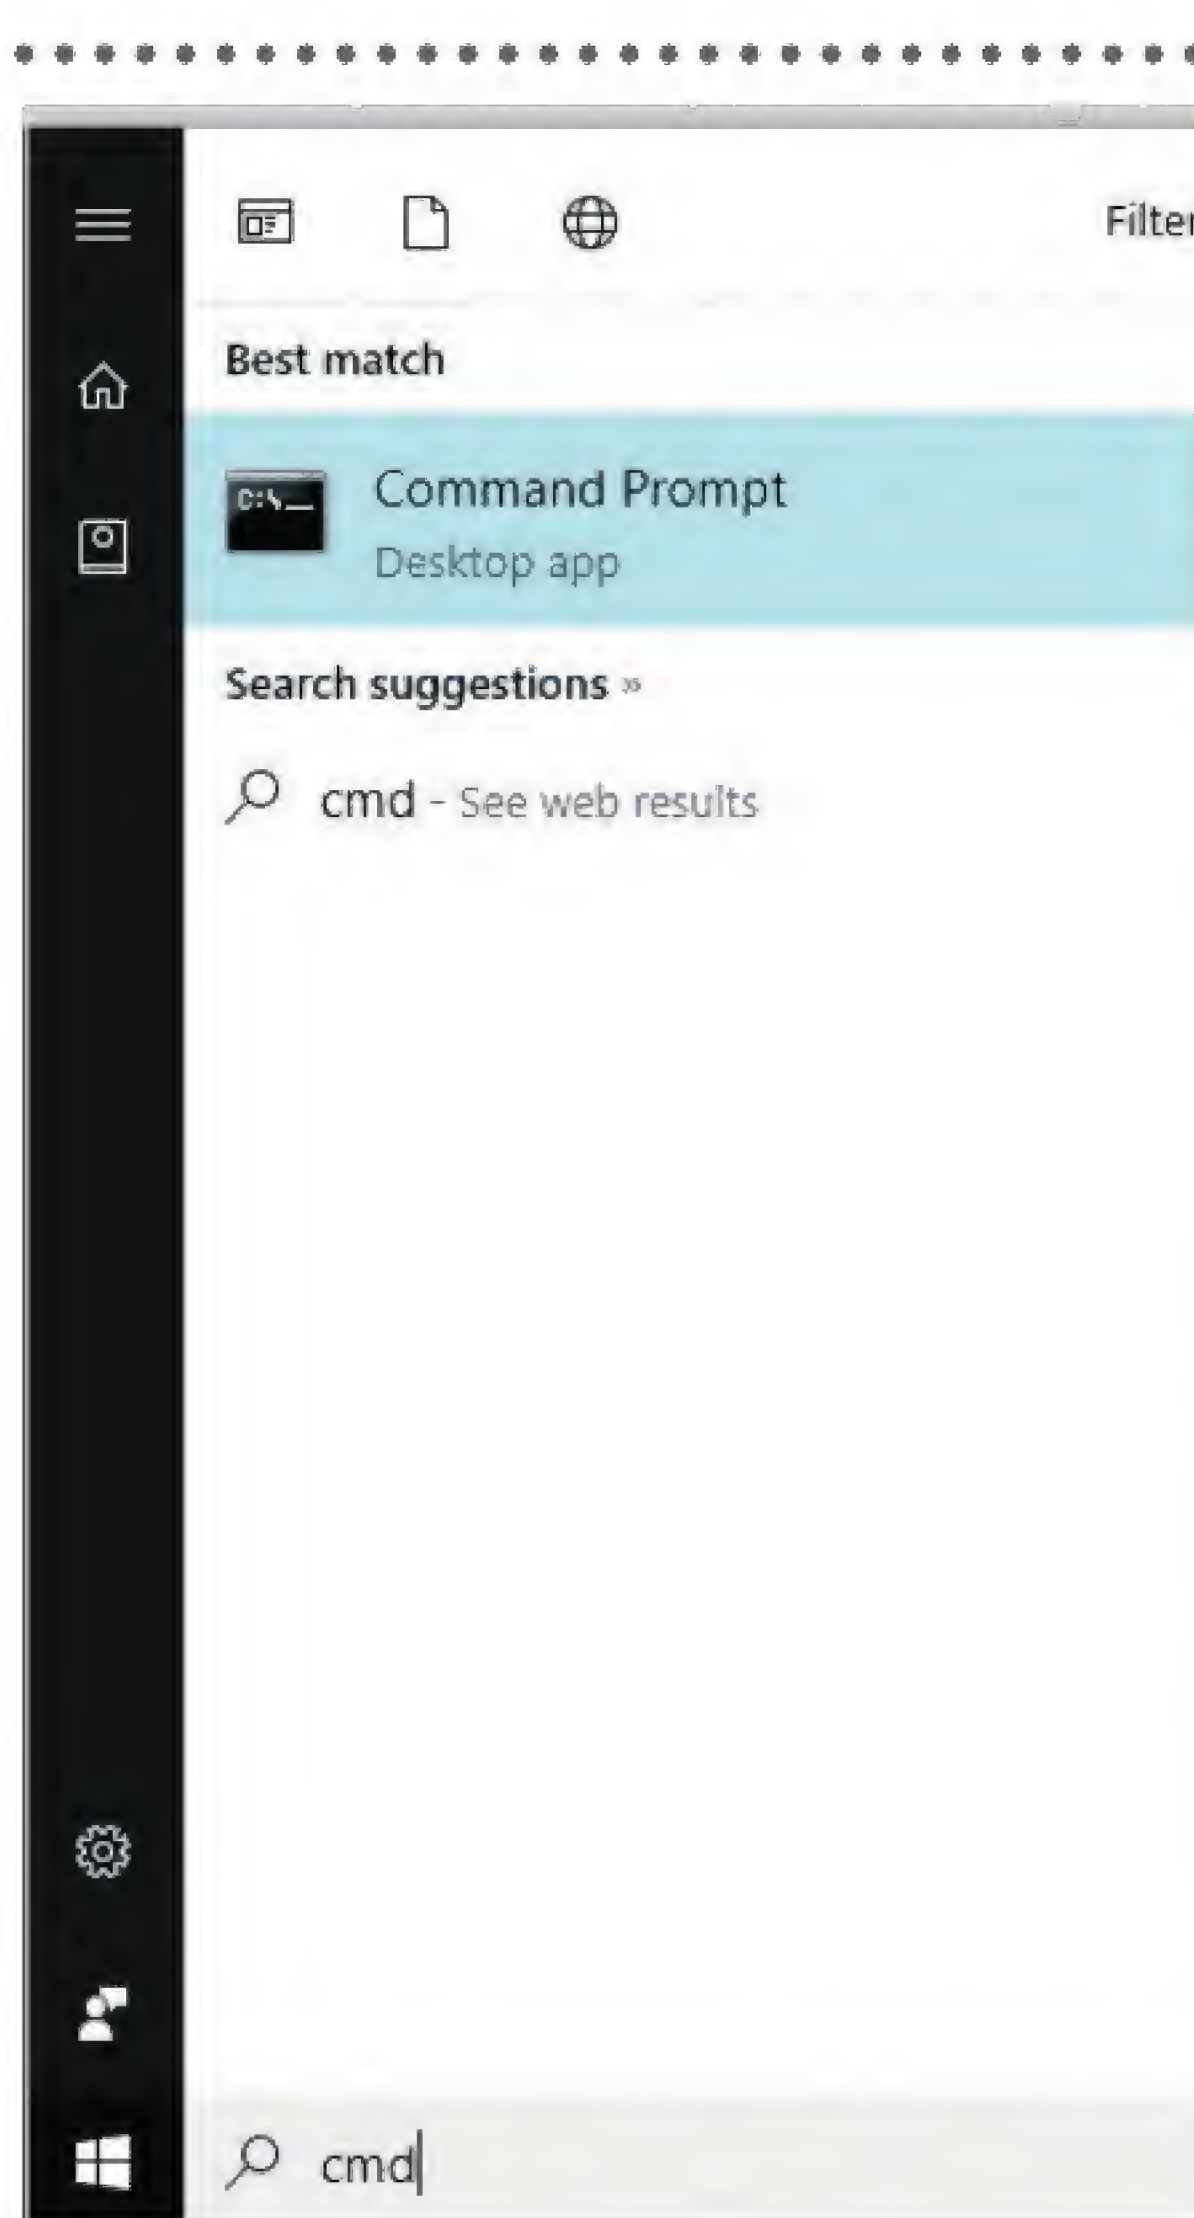 Filter
Best match
C:\_
Command Prompt
Desktop app
Search suggestions »
cmd - See web results
cmd